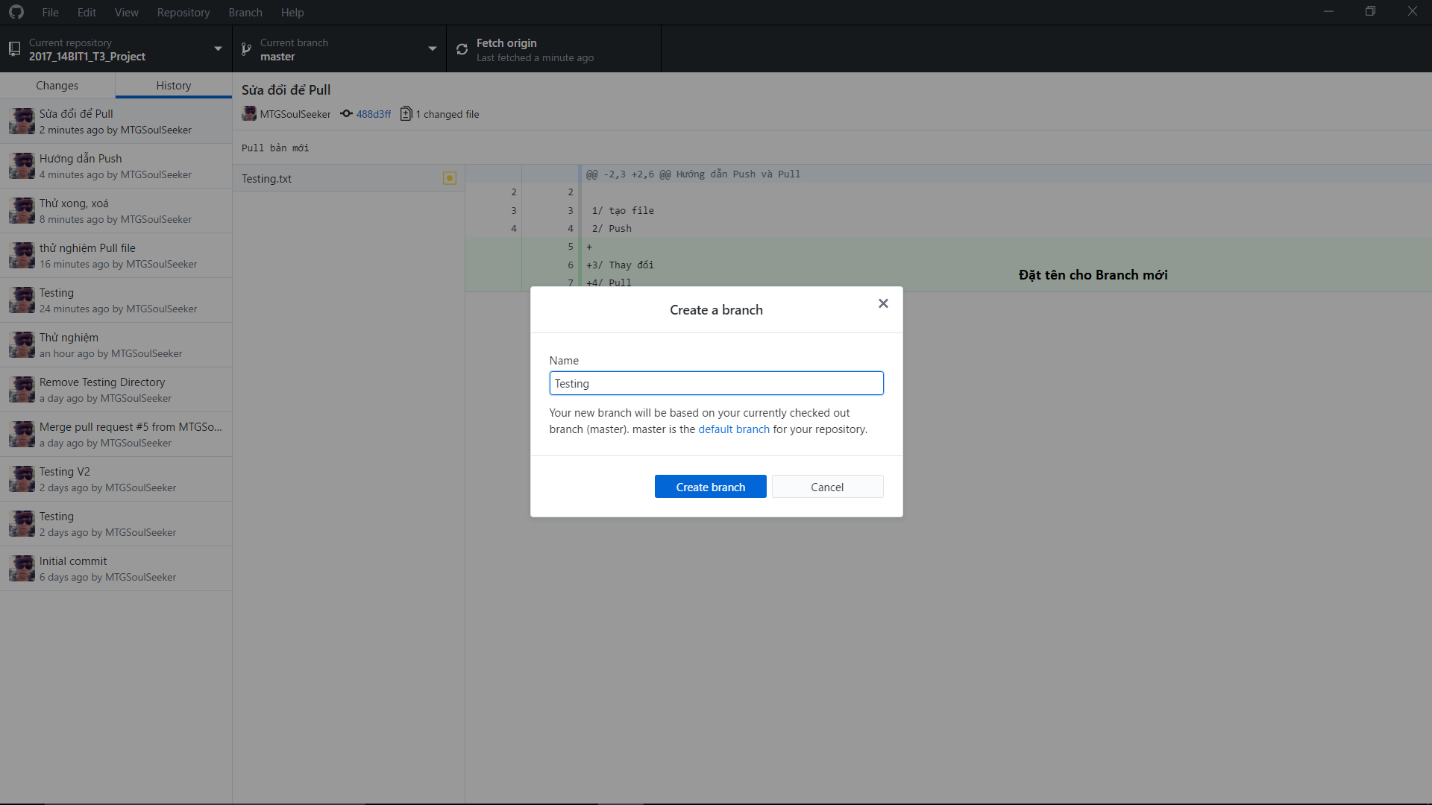 File Edit View Repository Branch Help
Current repository
2017_14BIT1_T3_Project
Current branch
master
Fetch origin
Last fetched a minute ago
Changes
History
Sửa đổi để Pull
2 minutes ago by MTGSoulSeeker
Hướng dẫn Push
4 minutes ago by MTGSoulSeeker
Thử xong, xoá
8 minutes ago by MTGSoulSeeker
thử nghiệm Pull file
16 minutes ago by MTGSoulSeeker
Testing
24 minutes ago by MTGSoulSeeker
Thử nghiệm
an hour ago by MTGSoulSeeker
Remove Testing Directory
a day ago by MTGSoulSeeker
Merge pull request #5 from MTGSo...
a day ago by MTGSoulSeeker
Testing V2
2 days ago by MTGSoulSeeker
Testing
2 days ago by MTGSoulSeeker
Initial commit
6 days ago by MTGSoulSeeker
Sửa đổi để Pull
MTGSoulSeeker 488d3ff 1 changed file
Pull bản mới
Testing.txt
@@ -2,3 +2,6 @@ Hướng dẫn Push và Pull
2 2
3 3 1/ tạo file
4 4 2/ Push
5 +
6 +3/ Thay đổi
7 +4/ Pull
Đặt tên cho Branch mới
Create a branch
Name
Testing
Your new branch will be based on your currently checked out
branch (master). master is the default branch for your repository.
Create branch
Cancel